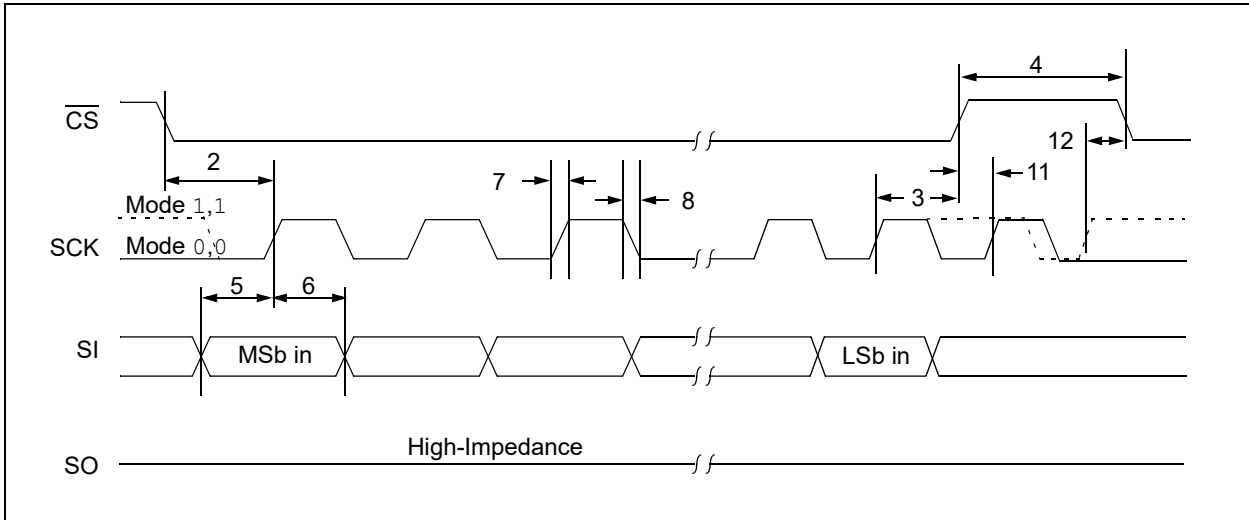 4
CS
12
2
7
11
8
3
Mode 1,1
SCK
Mode 0,0
5
6
SI
MSb in
LSb in
High-Impedance
SO